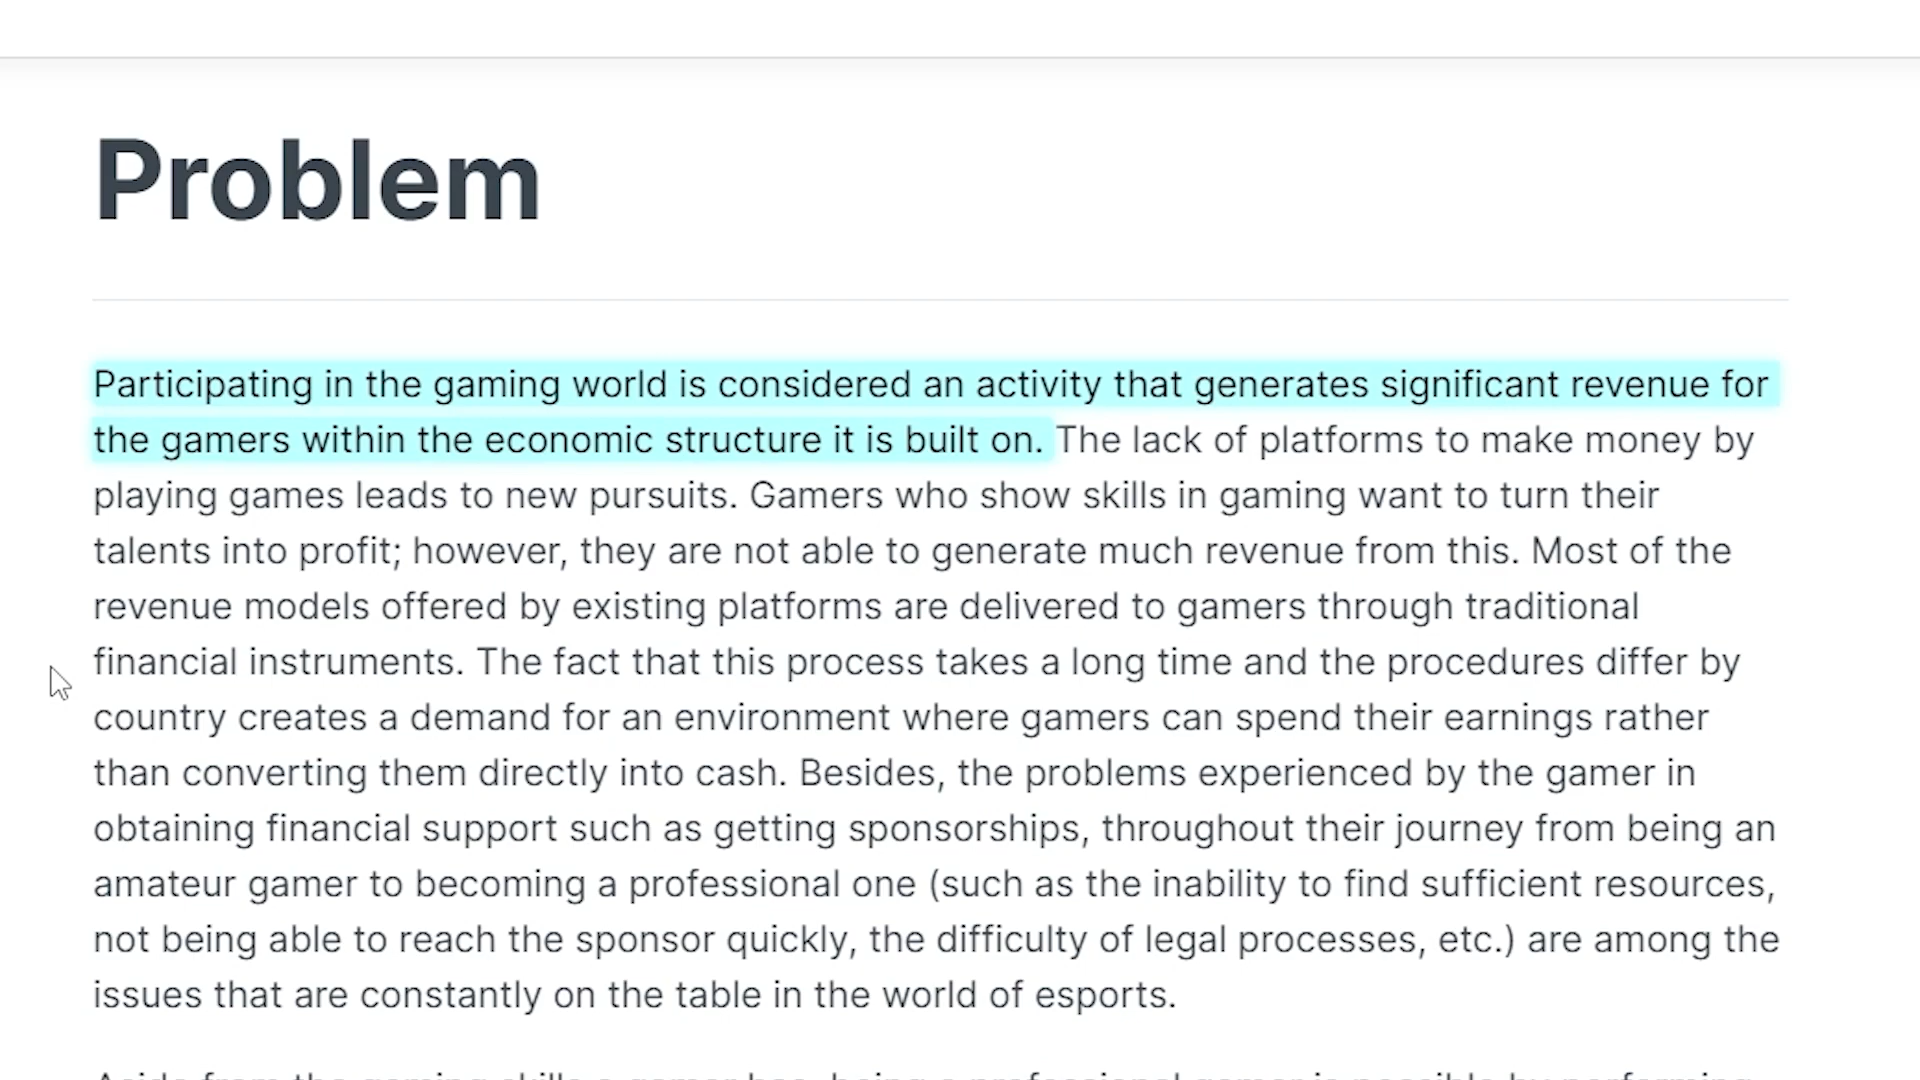 Problem
Participating in the gaming world is considered an activity that generates significant revenue for
the gamers within the economic structure it is built on. The lack of platforms to make money by
playing games leads to new pursuits. Gamers who show skills in gaming want to turn their
talents into profit; however, they are not able to generate much revenue from this. Most of the
revenue models offered by existing platforms are delivered to gamers through traditional
financial instruments. The fact that this process takes a long time and the procedures differ by
country creates a demand for an environment where gamers can spend their earnings rather
than converting them directly into cash. Besides, the problems experienced by the gamer in
obtaining financial support such as getting sponsorships, throughout their journey from being an
amateur gamer to becoming a professional one (such as the inability to find sufficient resources,
not being able to reach the sponsor quickly, the difficulty of legal processes, etc.) are among the
issues that are constantly on the table in the world of esports.